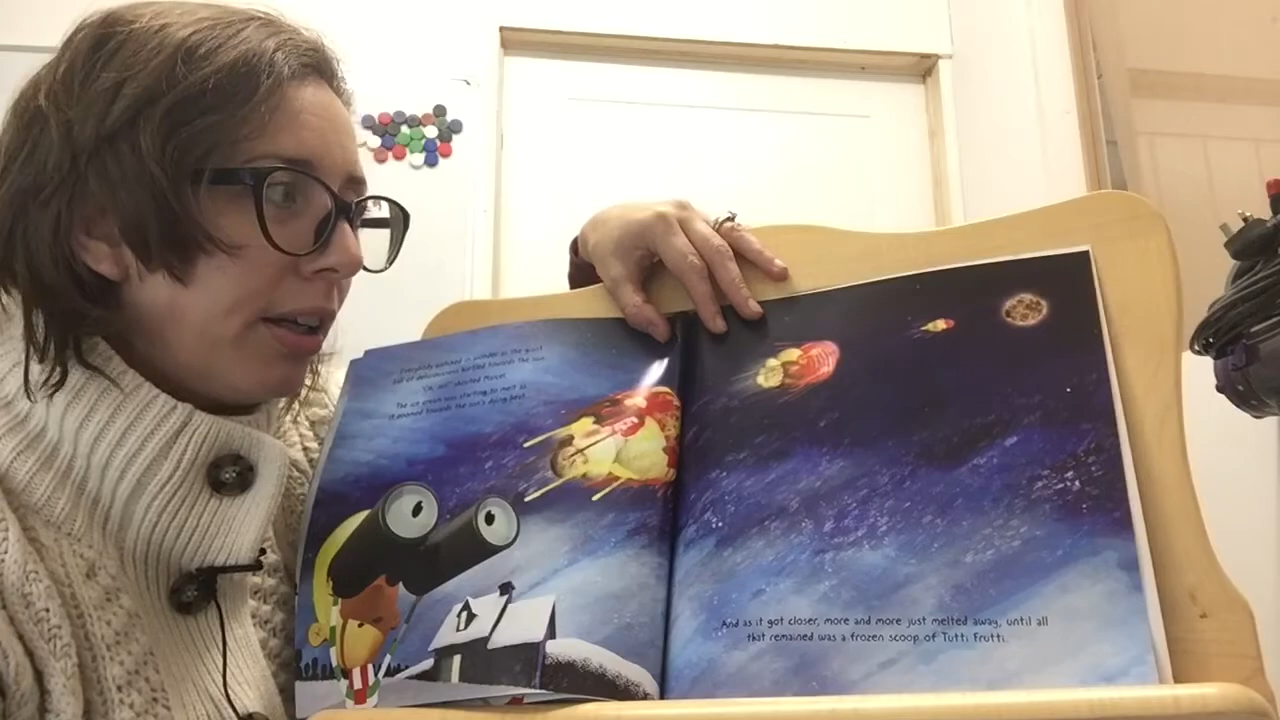 Everybody watched in wonder as the giant
ball of deliciousness hurtled towards the sun.
"Oh, no!" shouted Marcel.
The ice cream was starting to melt as
it zoomed towards the sun's dying heat.
And as it got closer, more and more just melted away, until all
that remained was a frozen scoop of Tutti Frutti.